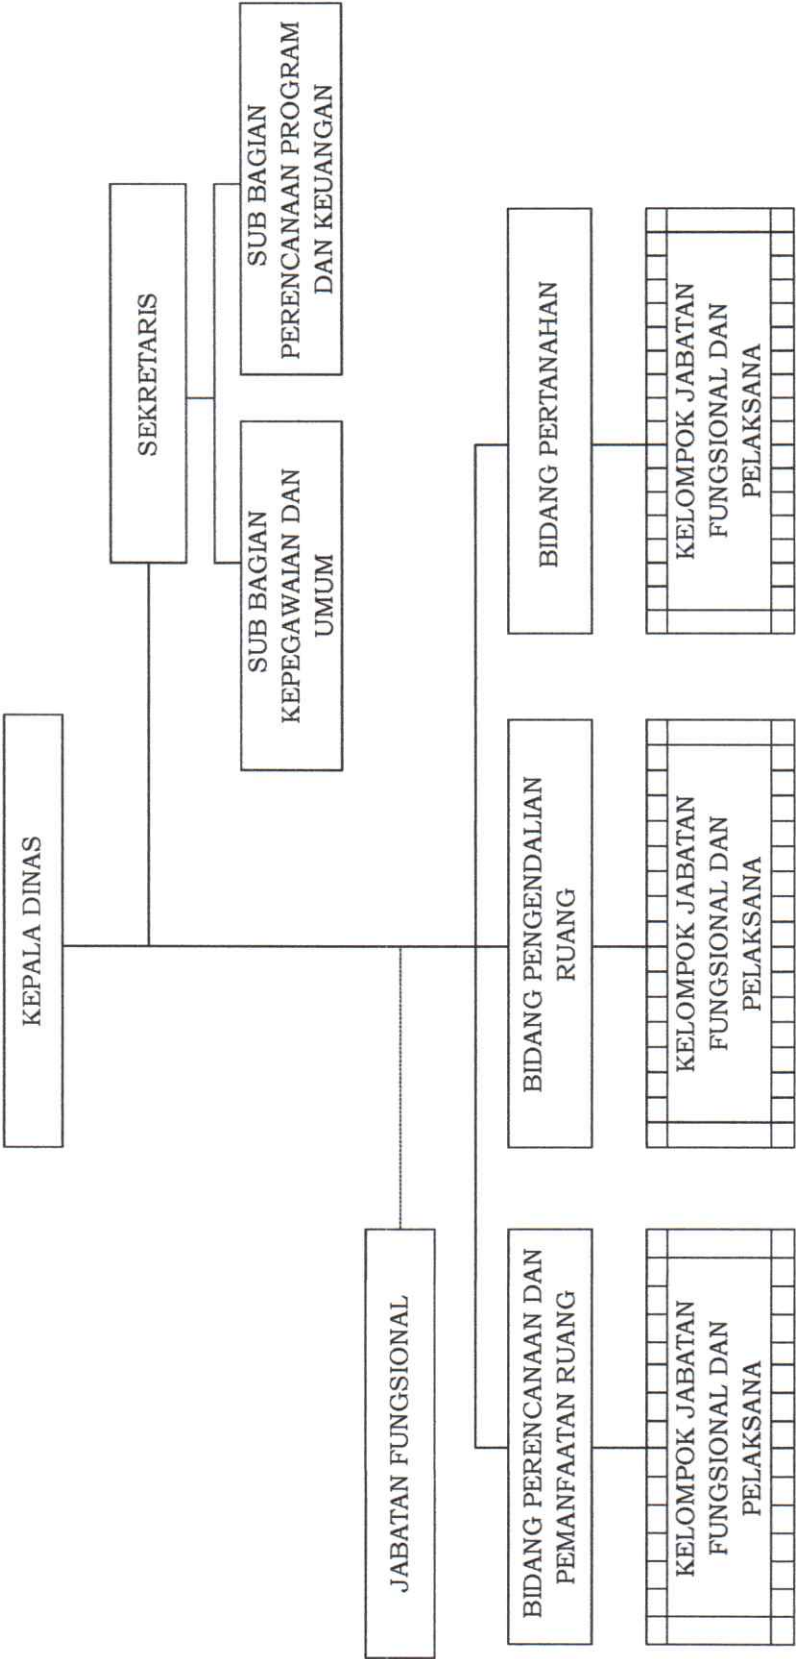 KEPALA DINAS
SEKRETARIS
SUB BAGIAN
KEPEGAWAIAN DAN
UMUM
SUB BAGIAN
PERENCANAAN PROGRAM
DAN KEUANGAN
JABATAN FUNGSIONAL
BIDANG PERENCANAAN DAN
PEMANFAATAN RUANG
BIDANG PENGENDALIAN
RUANG
BIDANG PERTANAHAN
KELOMPOK JABATAN
FUNGSIONAL DAN
PELAKSANA
KELOMPOK JABATAN
FUNGSIONAL DAN
PELAKSANA
KELOMPOK JABATAN
FUNGSIONAL DAN
PELAKSANA